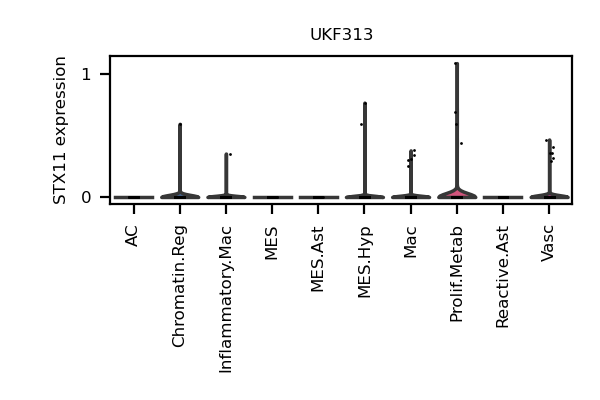 UKF313
STX11 expression
1
0
AC
Chromatin.Reg
Inflammatory.Mac
MES
MES.Ast
MES.Hyp
Mac
Prolif.Metab
Reactive.Ast
Vasc